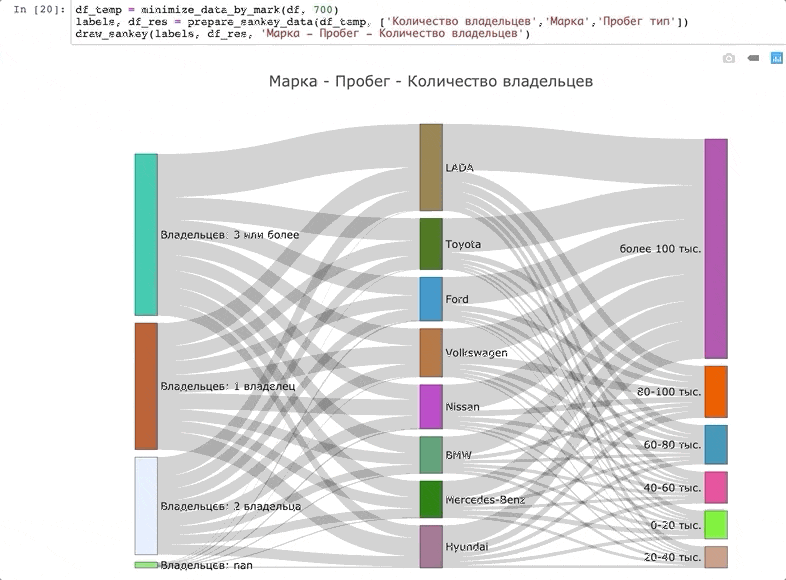 In [20]: df_temp = minimize_data_by_mark(df, 700)
labels, df_res = prepare_sankey_data(df_temp, ['Количество владельцев','Марка','Пробег тип'])
draw_sankey(labels, df_res, 'Марка - Пробег - Количество владельцев')
Марка - Пробег - Количество владельцев
LADA
Владельцев: 3 или более
Toyota
более 100 тыс.
Ford
Volkswagen
Владельцев: 1 владелец
80-100 тыс.
Nissan
60-80 тыс.
BMW
40-60 тыс.
Mercedes-Benz
Владельцев: 2 владельца
0-20 тыс.
Hyundai
20-40 тыс.
Владельцев: nan